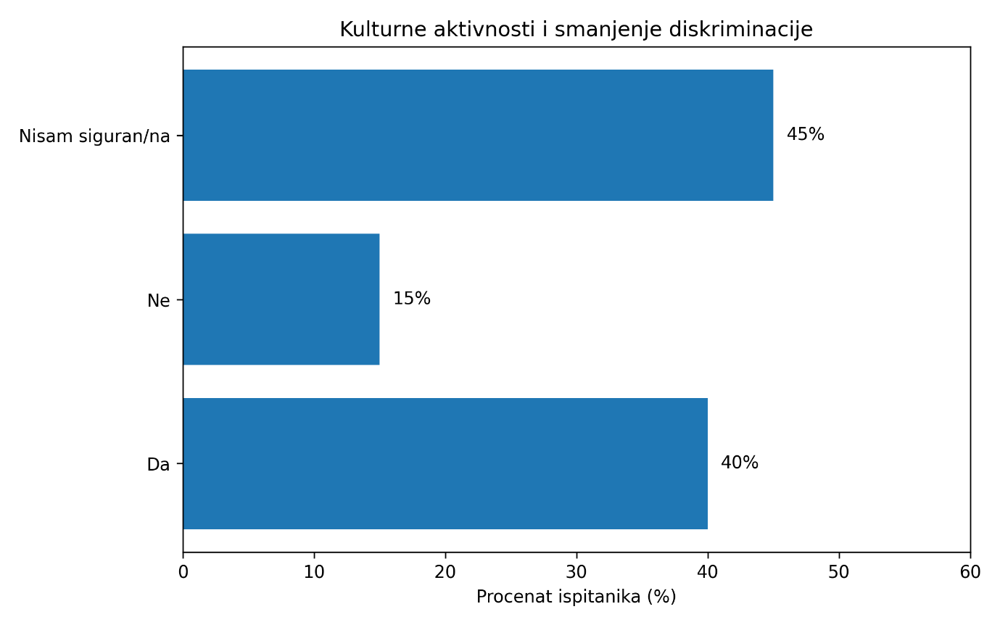 Kulturne aktivnosti i smanjenje diskriminacije
Nisam siguran/na
45%
Ne
15%
Da
40%
0 10 20 30 40 50 60
Procenat ispitanika (%)